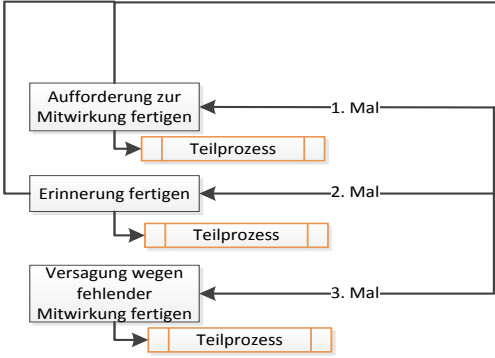 Aufforderung zur
Mitwirkung fertigen
1. Mal
Teilprozess
Erinnerung fertigen
2. Mal
Teilprozess
Versagung wegen
fehlender
Mitwirkung fertigen
3. Mal
Teilprozess